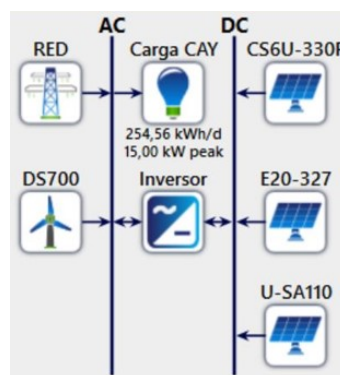 AC DC
RED Carga CAY CS6U-330P
254,56 kWh/d
15,00 kW peak
DS700 Inversor E20-327
U-SA110